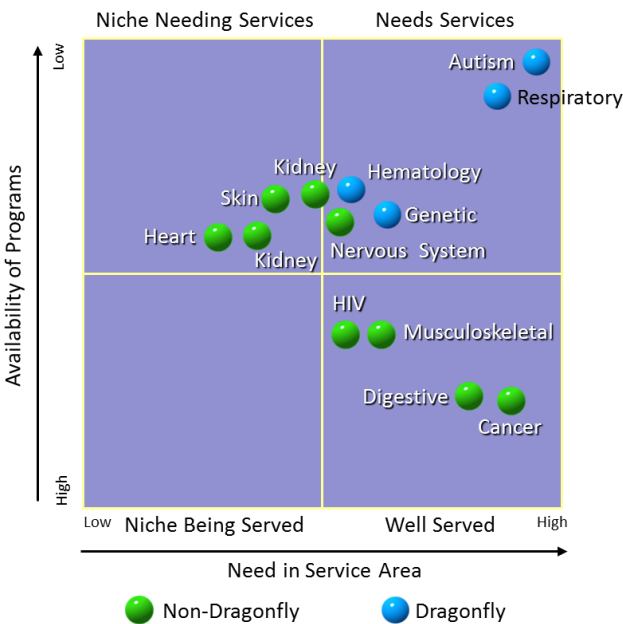 Niche Needing Services
Needs Services
Low
Autism
Respiratory
Kidney
Hematology
Skin
Genetic
Heart
Kidney
Nervous System
Availability of Programs
HIV
Musculoskeletal
Digestive
Cancer
High
Low
Niche Being Served
Well Served
High
Need in Service Area
Non-Dragonfly
Dragonfly